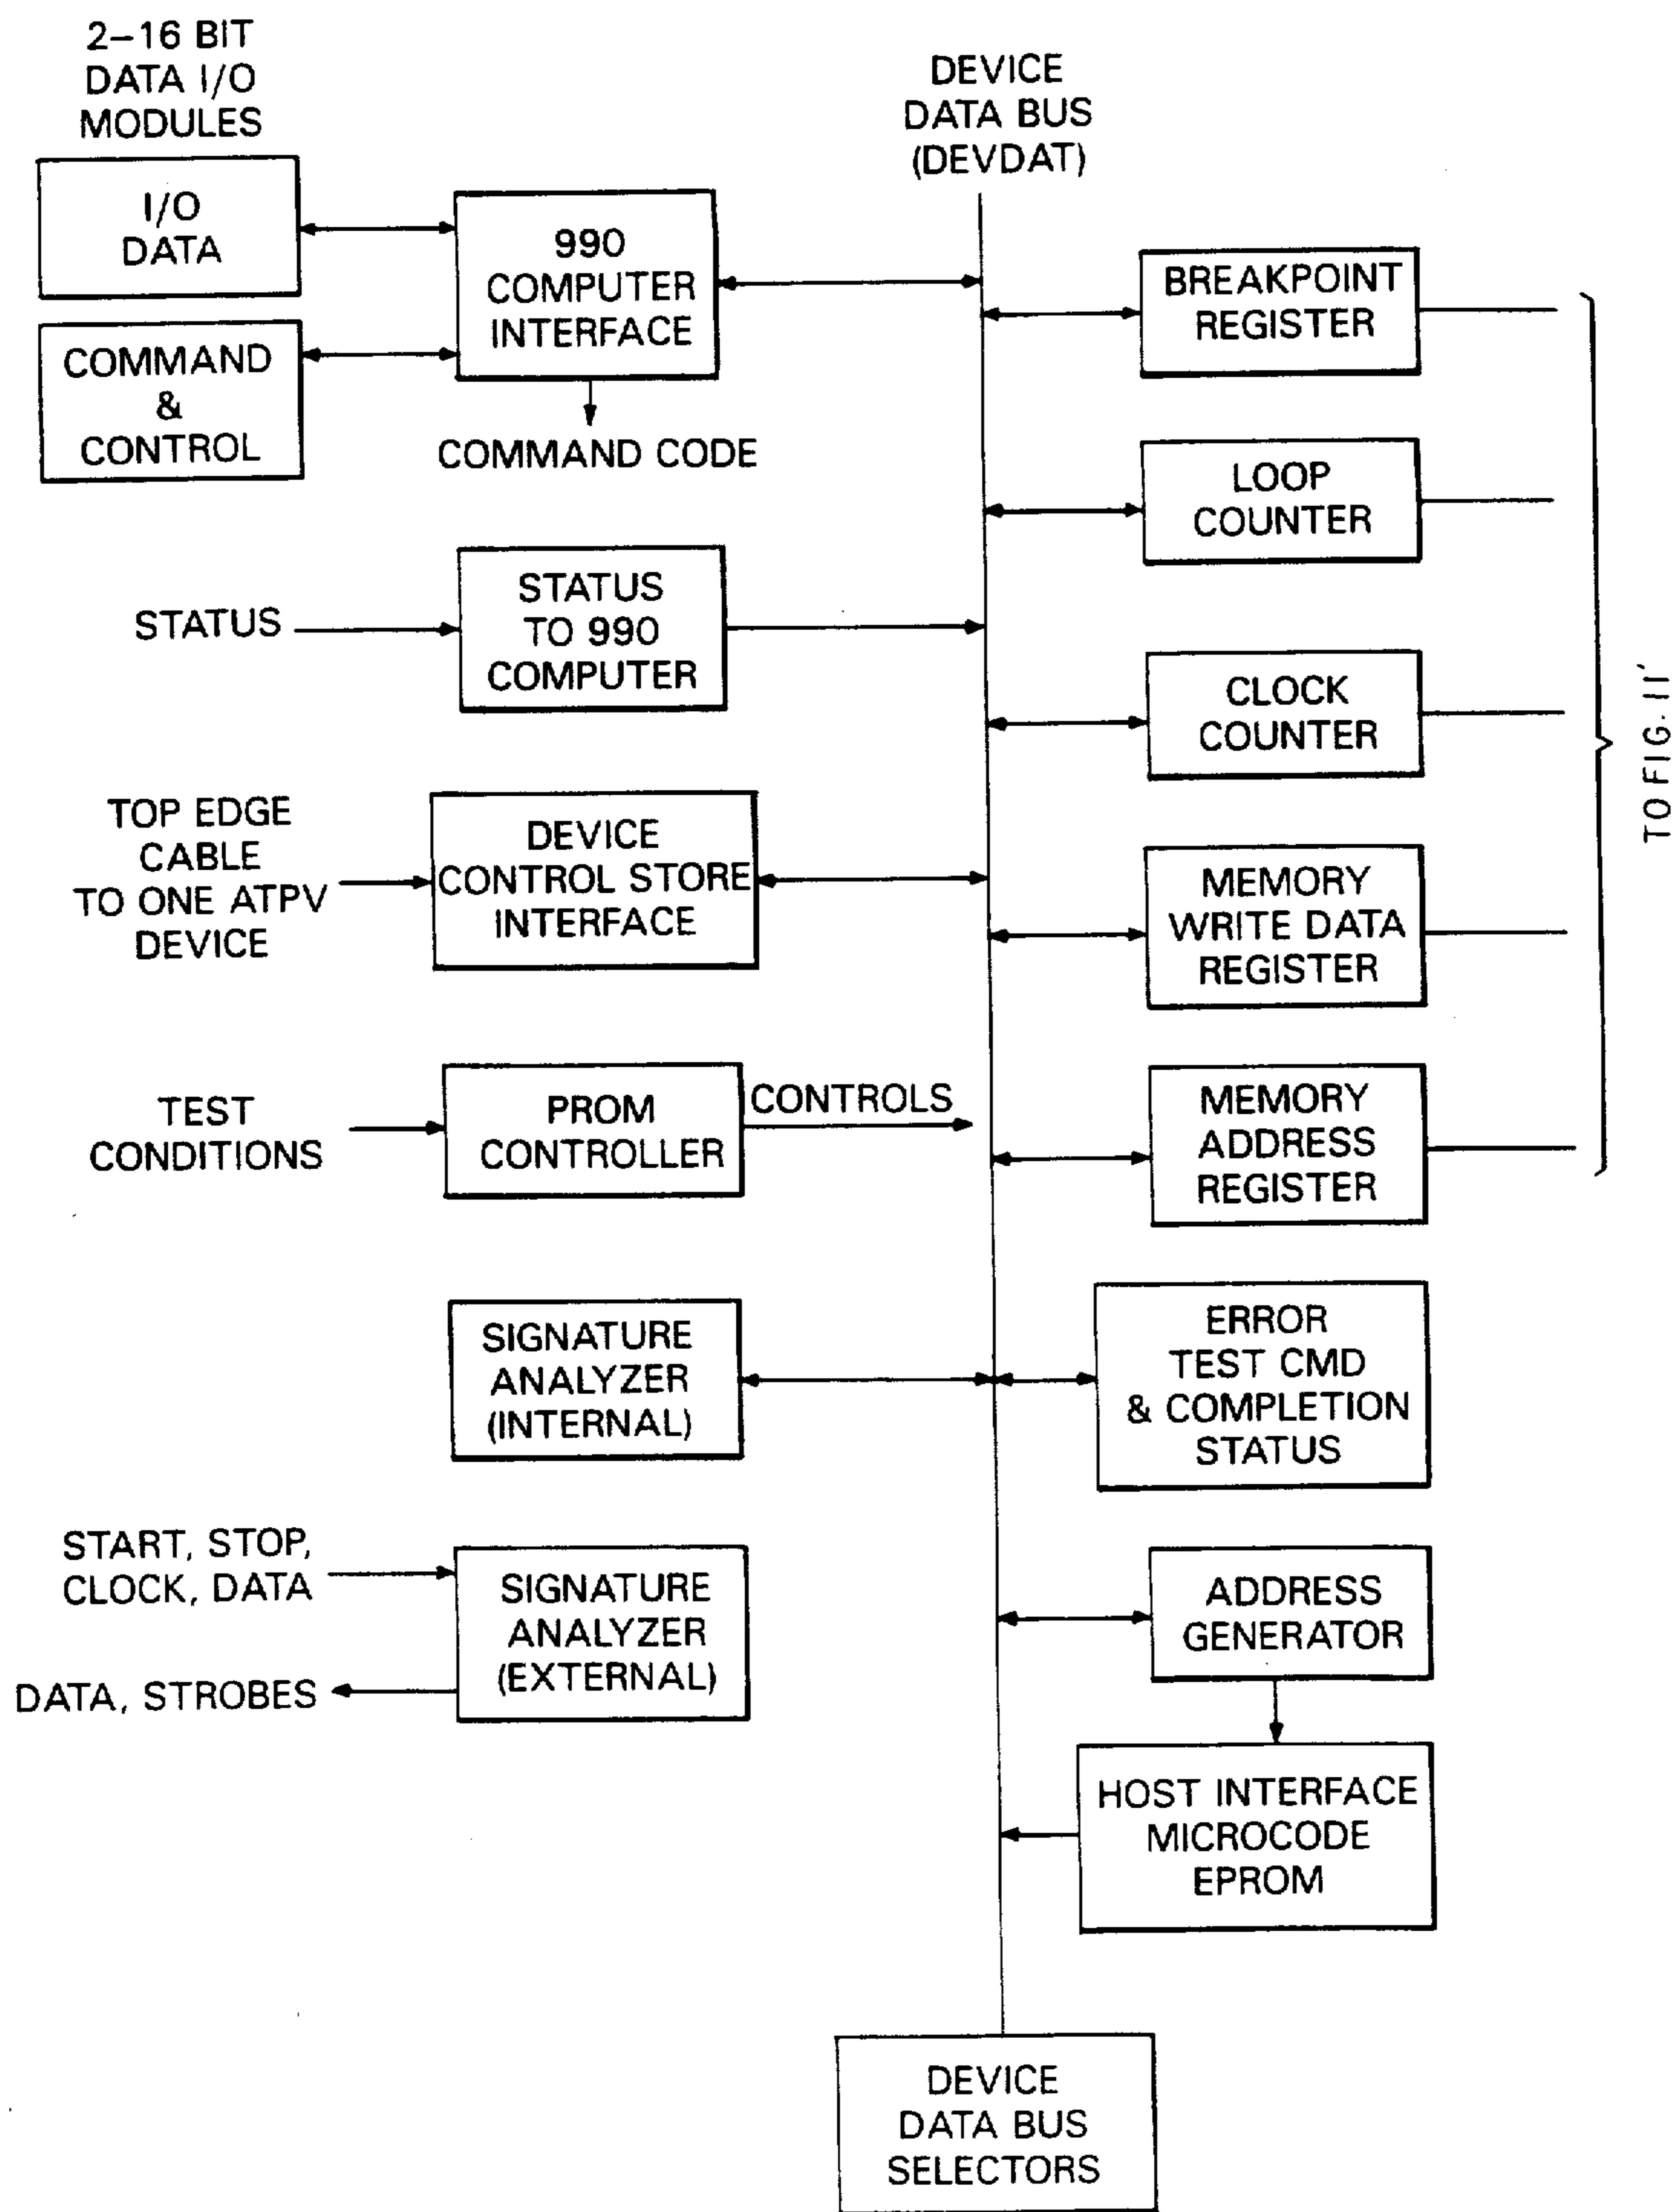 2–16 BIT
DATA I/O
MODULES
I/O
DATA
COMMAND
&
CONTROL
990
COMPUTER
INTERFACE
COMMAND CODE
DEVICE
DATA BUS
(DEVDAT)
BREAKPOINT
REGISTER
LOOP
COUNTER
STATUS
STATUS
TO 990
COMPUTER
CLOCK
COUNTER
TO FIG. 11'
TOP EDGE
CABLE
TO ONE ATPV
DEVICE
DEVICE
CONTROL STORE
INTERFACE
MEMORY
WRITE DATA
REGISTER
TEST
CONDITIONS
PROM
CONTROLLER
CONTROLS
MEMORY
ADDRESS
REGISTER
SIGNATURE
ANALYZER
(INTERNAL)
ERROR
TEST CMD
& COMPLETION
STATUS
START, STOP,
CLOCK, DATA
DATA, STROBES
SIGNATURE
ANALYZER
(EXTERNAL)
ADDRESS
GENERATOR
HOST INTERFACE
MICROCODE
EPROM
DEVICE
DATA BUS
SELECTORS